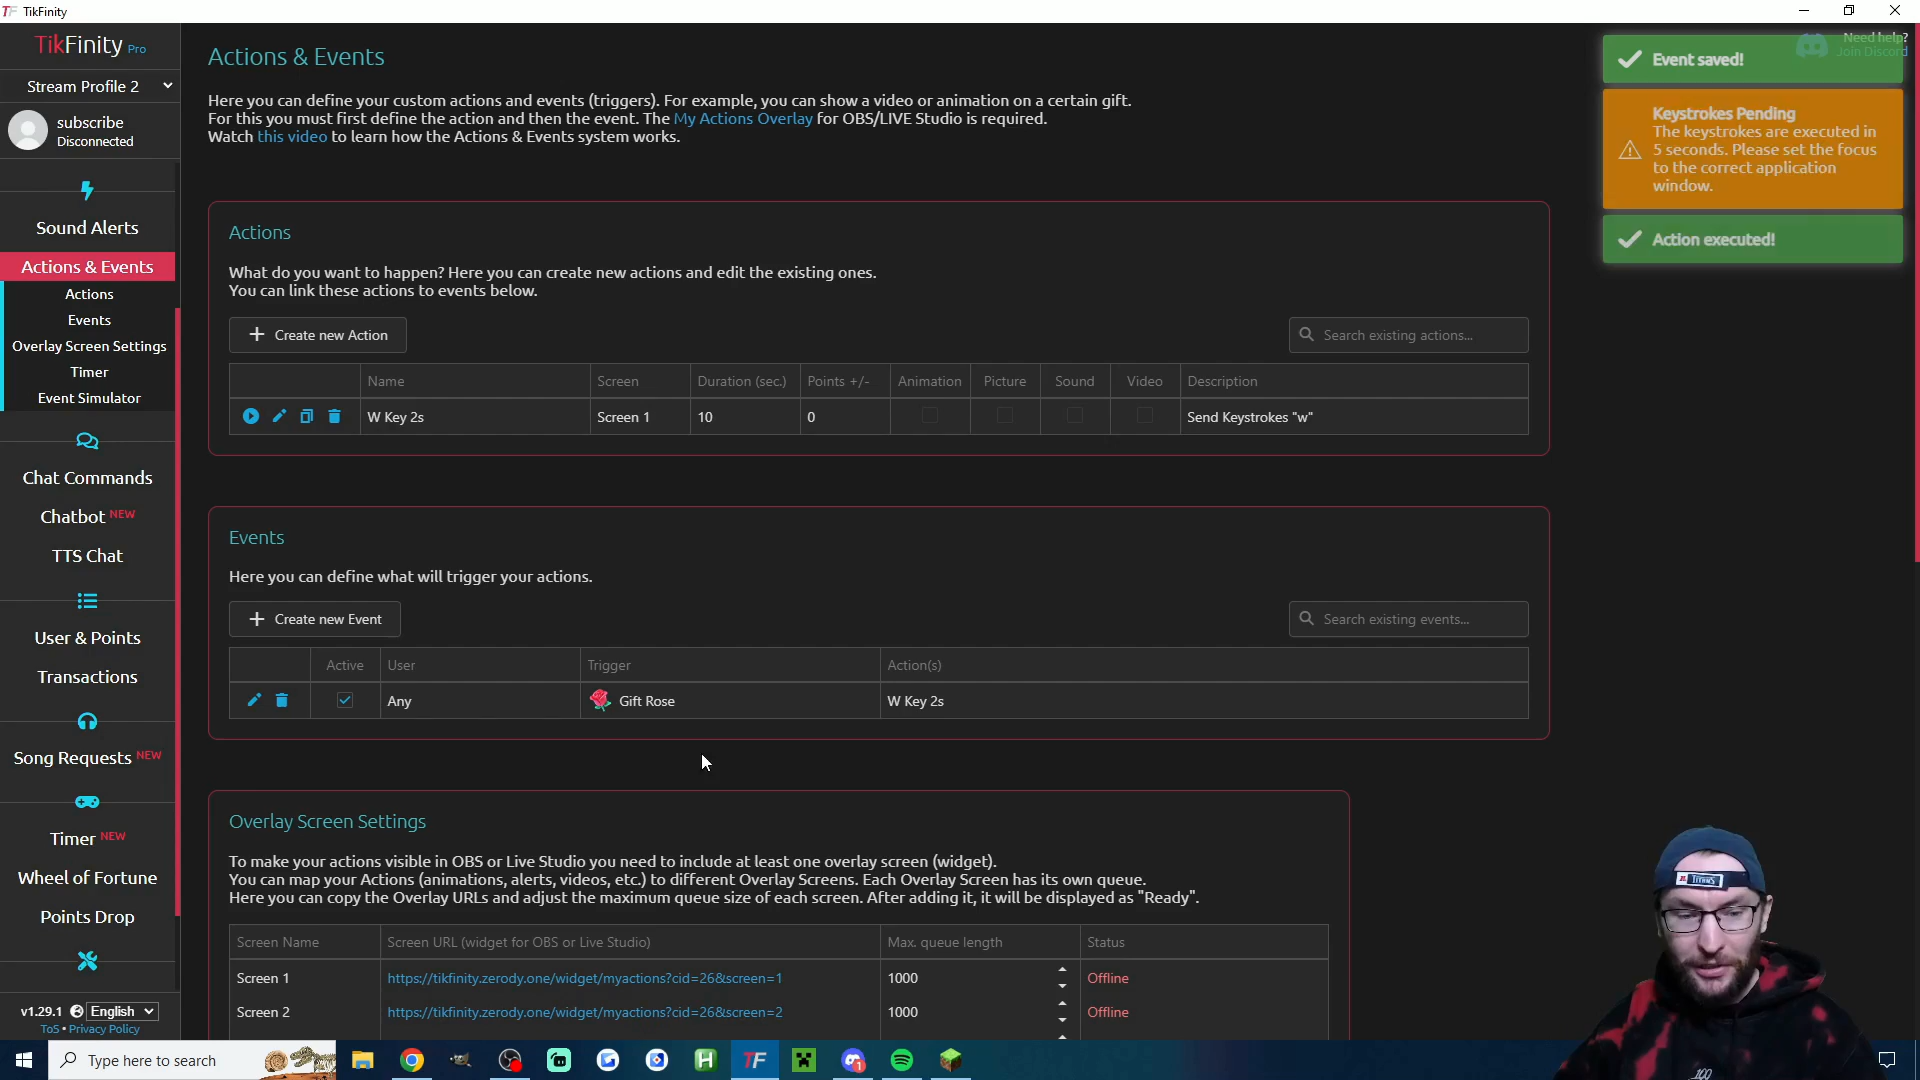 TikFinity
TikFinity Pro
Stream Profile 2
subscribe
Disconnected
Sound Alerts
Actions & Events
Actions
Events
Overlay Screen Settings
Timer
Event Simulator
Chat Commands
Chatbot NEW
TTS Chat
User & Points
Transactions
Song Requests NEW
Timer NEW
Wheel of Fortune
Points Drop
v1.29.1 English
ToS • Privacy Policy
Actions & Events
Here you can define your custom actions and events (triggers). For example, you can show a video or animation on a certain gift.
For this you must first define the action and then the event. The My Actions Overlay for OBS/LIVE Studio is required.
Watch this video to learn how the Actions & Events system works.
Actions
What do you want to happen? Here you can create new actions and edit the existing ones.
You can link these actions to events below.
+ Create new Action
Search existing actions...
Name Screen Duration (sec.) Points +/- Animation Picture Sound Video Description
W Key 2s Screen 1 10 0 Send Keystrokes "w"
Events
Here you can define what will trigger your actions.
+ Create new Event
Search existing events...
Active User Trigger Action(s)
Any Gift Rose W Key 2s
Overlay Screen Settings
To make your actions visible in OBS or Live Studio you need to include at least one overlay screen (widget).
You can map your Actions (animations, alerts, videos, etc.) to different Overlay Screens. Each Overlay Screen has its own queue.
Here you can copy the Overlay URLs and adjust the maximum queue size of each screen. After adding it, it will be displayed as "Ready".
Screen Name Screen URL (widget for OBS or Live Studio) Max. queue length Status
Screen 1 https://tikfinity.zerody.one/widget/myactions?cid=26&screen=1 1000 Offline
Screen 2 https://tikfinity.zerody.one/widget/myactions?cid=26&screen=2 1000 Offline
Need help?
Join Discord
Event saved!
Keystrokes Pending
The keystrokes are executed in
5 seconds. Please set the focus
to the correct application
window.
Action executed!
TITANS
100
Type here to search
H
TF
1